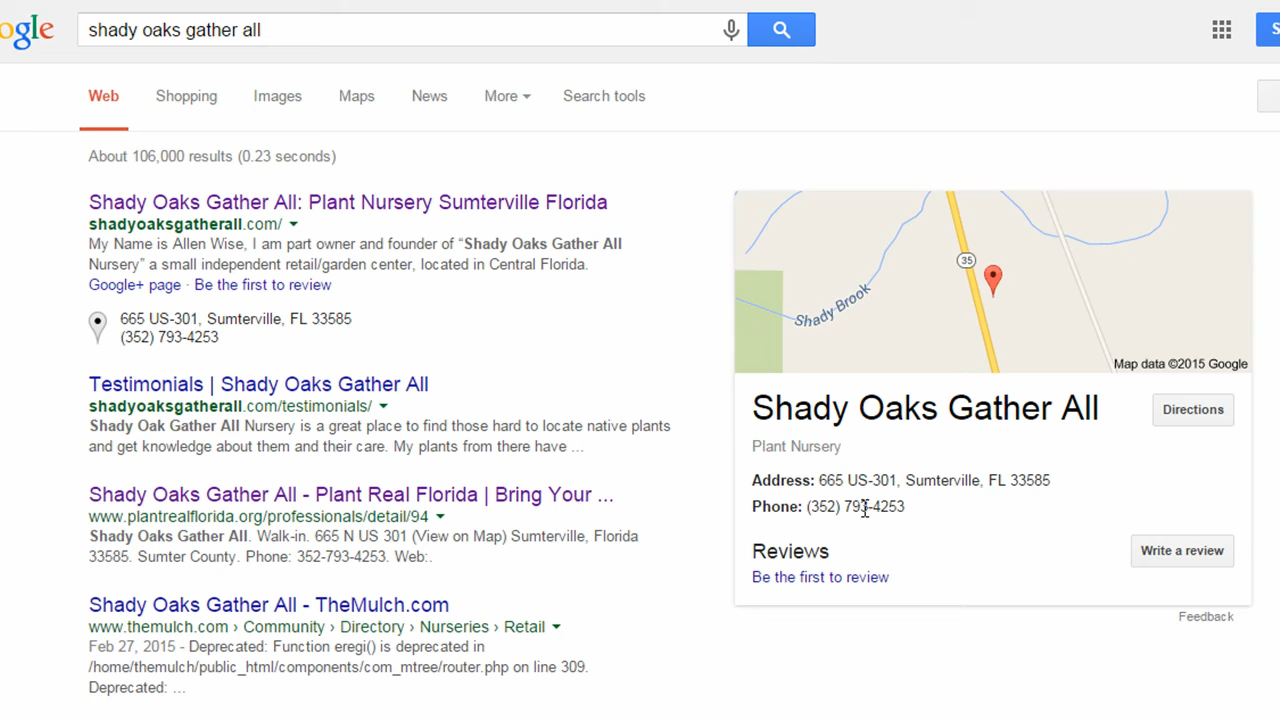 ogle
shady oaks gather all
Web Shopping Images Maps News More Search tools
About 106,000 results (0.23 seconds)
Shady Oaks Gather All: Plant Nursery Sumterville Florida
shadyoaksgatherall.com/
My Name is Allen Wise, I am part owner and founder of “Shady Oaks Gather All
Nursery” a small independent retail/garden center, located in Central Florida.
Google+ page · Be the first to review
665 US-301, Sumterville, FL 33585
(352) 793-4253
Testimonials | Shady Oaks Gather All
shadyoaksgatherall.com/testimonials/
Shady Oak Gather All Nursery is a great place to find those hard to locate native plants
and get knowledge about them and their care. My plants from there have ...
Shady Oaks Gather All - Plant Real Florida | Bring Your ...
www.plantrealflorida.org/professionals/detail/94
Shady Oaks Gather All. Walk-in. 665 N US 301 (View on Map) Sumterville, Florida
33585. Sumter County. Phone: 352-793-4253. Web:.
Shady Oaks Gather All - TheMulch.com
www.themulch.com › Community › Directory › Nurseries › Retail
Feb 27, 2015 - Deprecated: Function eregi() is deprecated in
/home/themulch/public_html/components/com_mtree/router.php on line 309.
Deprecated: ...
35
Shady Brook
Map data ©2015 Google
Shady Oaks Gather All
Directions
Plant Nursery
Address: 665 US-301, Sumterville, FL 33585
Phone: (352) 793-4253
Reviews
Write a review
Be the first to review
Feedback